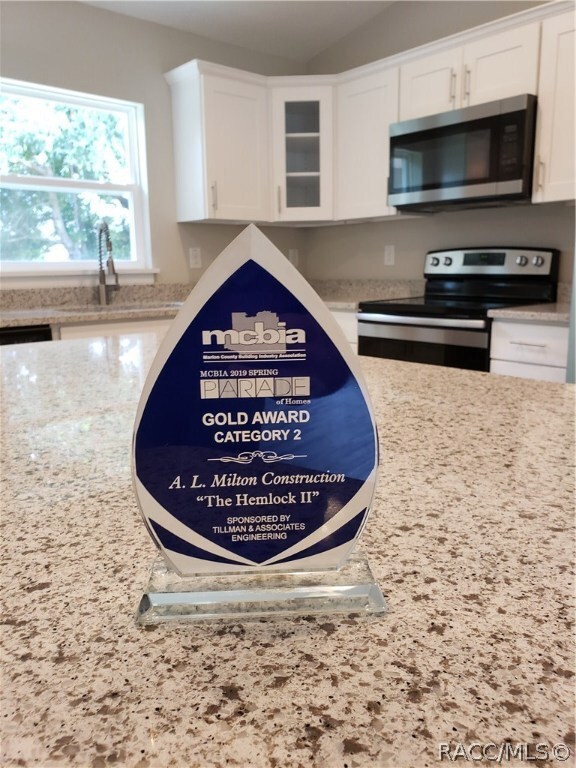 mcbia
Marion County Building Industry Association
MCBIA 2019 SPRING
PARADE
of Homes
GOLD AWARD
CATEGORY 2
A. L. Milton Construction
“The Hemlock II”
SPONSORED BY
TILLMAN & ASSOCIATES
ENGINEERING
RACC/MLS©